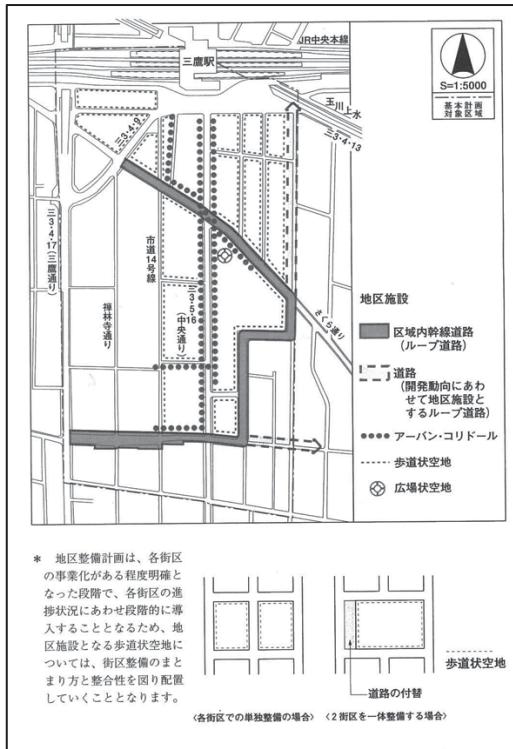 JR中央本線
三鷹駅
S=1:5000
基本計画
対象区域
玉川上水
三3・4・13
三3・4・9
三3・4・17(三鷹通り)
禅林寺通り
市道14号線
三3・5・16
(中央通り)
さくら通り
地区施設
区域内幹線道路
(ループ道路)
道路
(開発動向にあわ
せて地区施設と
するループ道路)
アーバン・コリドール
歩道状空地
広場状空地
* 地区整備計画は、各街区
の事業化がある程度明確と
なった段階で、各街区の進
捗状況にあわせ段階的に導
入することとなるため、地
区施設となる歩道状空地に
ついては、街区整備のまと
まり方と整合性を図り配置
していくこととなります。
歩道状空地
道路の付替
〈各街区での単独整備の場合〉 〈2街区を一体整備する場合〉